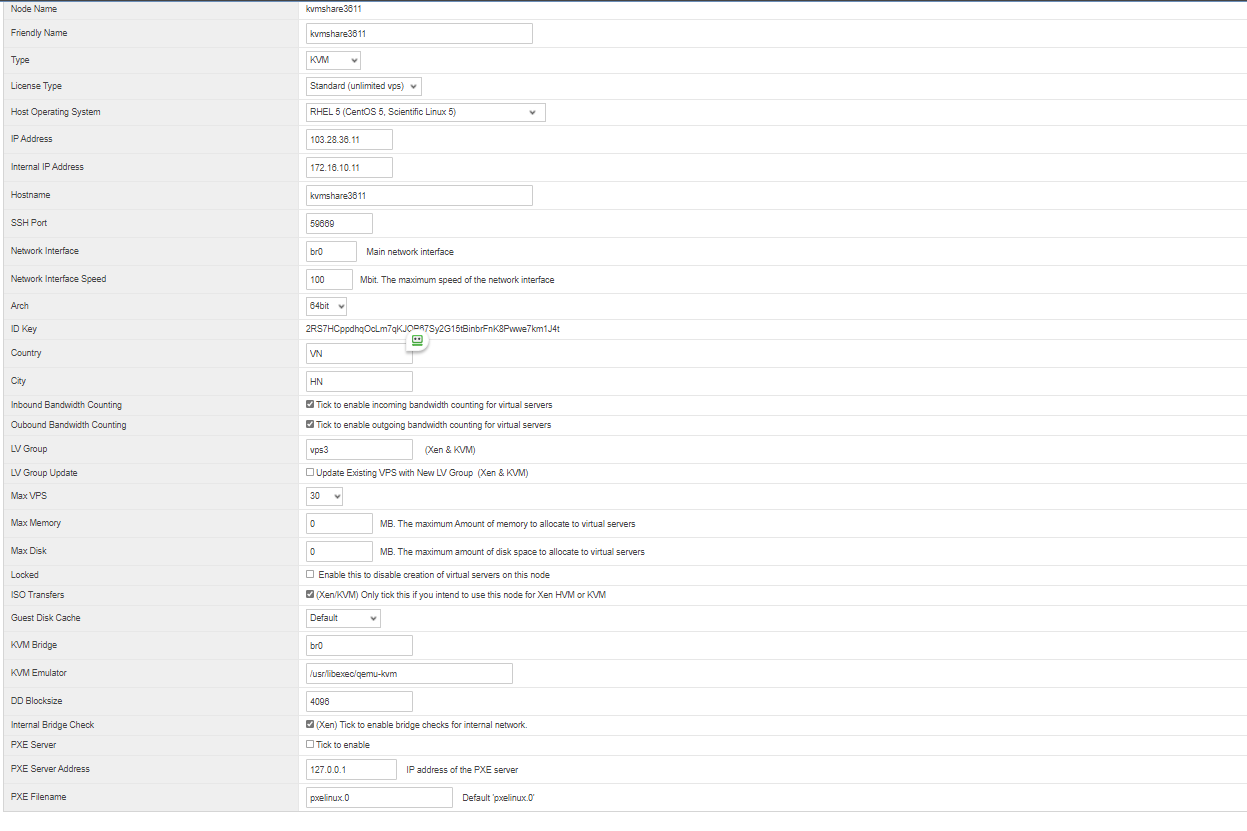 Node Name kvmshare3611
Friendly Name kvmshare3611
Type KVM
License Type Standard (unlimited vps)
Host Operating System RHEL 5 (CentOS 5, Scientific Linux 5)
IP Address 103.28.36.11
Internal IP Address 172.16.10.11
Hostname kvmshare3611
SSH Port 59669
Network Interface br0 Main network interface
Network Interface Speed 100 Mbit. The maximum speed of the network interface
Arch 64bit
ID Key
Country VN
City HN
Inbound Bandwidth Counting Tick to enable incoming bandwidth counting for virtual servers
Oubound Bandwidth Counting Tick to enable outgoing bandwidth counting for virtual servers
LV Group vps3 (Xen & KVM)
LV Group Update Update Existing VPS with New LV Group (Xen & KVM)
Max VPS 30
Max Memory 0 MB. The maximum Amount of memory to allocate to virtual servers
Max Disk 0 MB. The maximum amount of disk space to allocate to virtual servers
Locked Enable this to disable creation of virtual servers on this node
ISO Transfers (Xen/KVM) Only tick this if you intend to use this node for Xen HVM or KVM
Guest Disk Cache Default
KVM Bridge br0
KVM Emulator /usr/libexec/qemu-kvm
DD Blocksize 4096
Internal Bridge Check (Xen) Tick to enable bridge checks for internal network.
PXE Server Tick to enable
PXE Server Address 127.0.0.1 IP address of the PXE server
PXE Filename pxelinux.0 Default 'pxelinux.0'